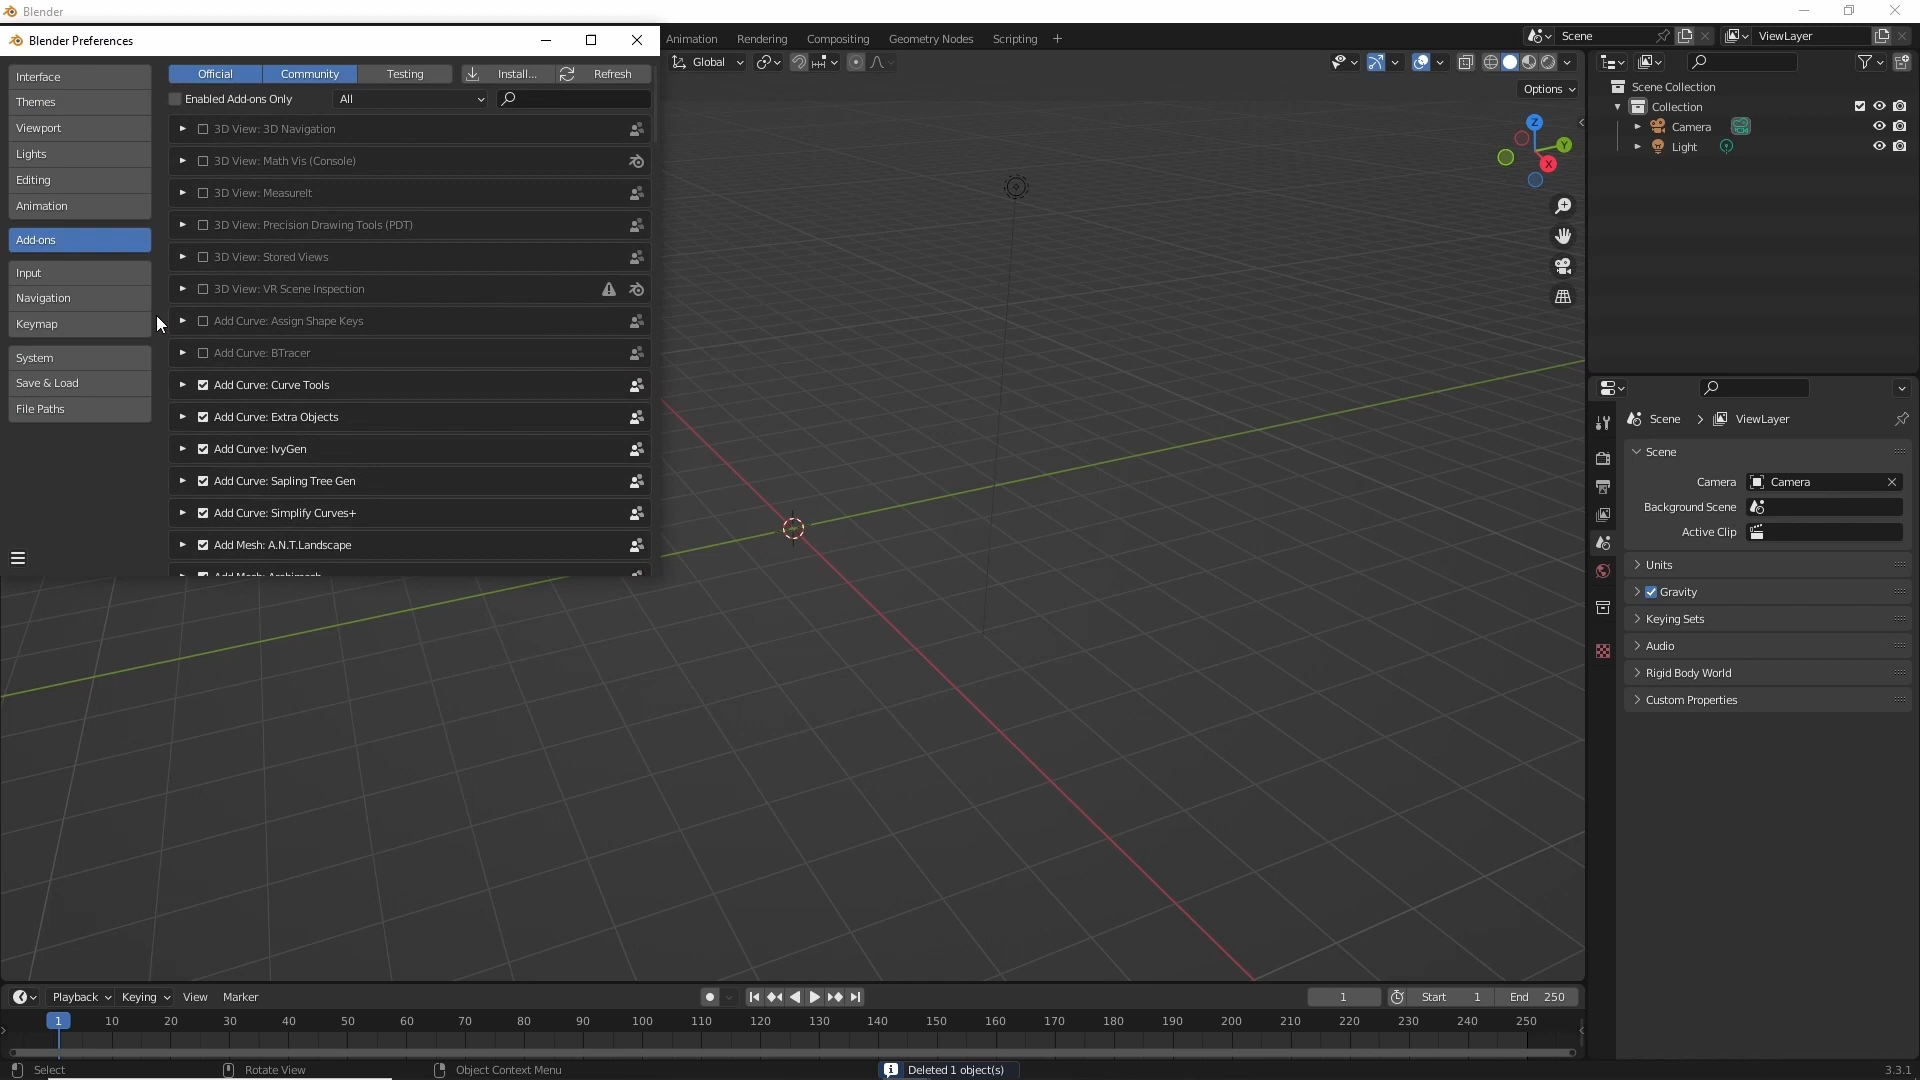 Blender
Blender Preferences
Interface
Themes
Viewport
Lights
Editing
Animation
Add-ons
Input
Navigation
Keymap
System
Save & Load
File Paths
Official Community Testing Install... Refresh
Enabled Add-ons Only All
3D View: 3D Navigation
3D View: Math Vis (Console)
3D View: MeasureIt
3D View: Precision Drawing Tools (PDT)
3D View: Stored Views
3D View: VR Scene Inspection
Add Curve: Assign Shape Keys
Add Curve: BTracer
Add Curve: Curve Tools
Add Curve: Extra Objects
Add Curve: IvyGen
Add Curve: Sapling Tree Gen
Add Curve: Simplify Curves+
Add Mesh: A.N.T.Landscape
Add Mesh: Archimesh
Animation Rendering Compositing Geometry Nodes Scripting +
Scene ViewLayer
Global
Options
Z
Y
X
Scene Collection
Collection
Camera
Light
Scene > ViewLayer
Scene
Camera Camera
Background Scene
Active Clip
Units
Gravity
Keying Sets
Audio
Rigid Body World
Custom Properties
Playback Keying View Marker
1 Start 1 End 250
1 10 20 30 40 50 60 70 80 90 100 110 120 130 140 150 160 170 180 190 200 210 220 230 240 250
Select Rotate View Object Context Menu Deleted 1 object(s) 3.3.1